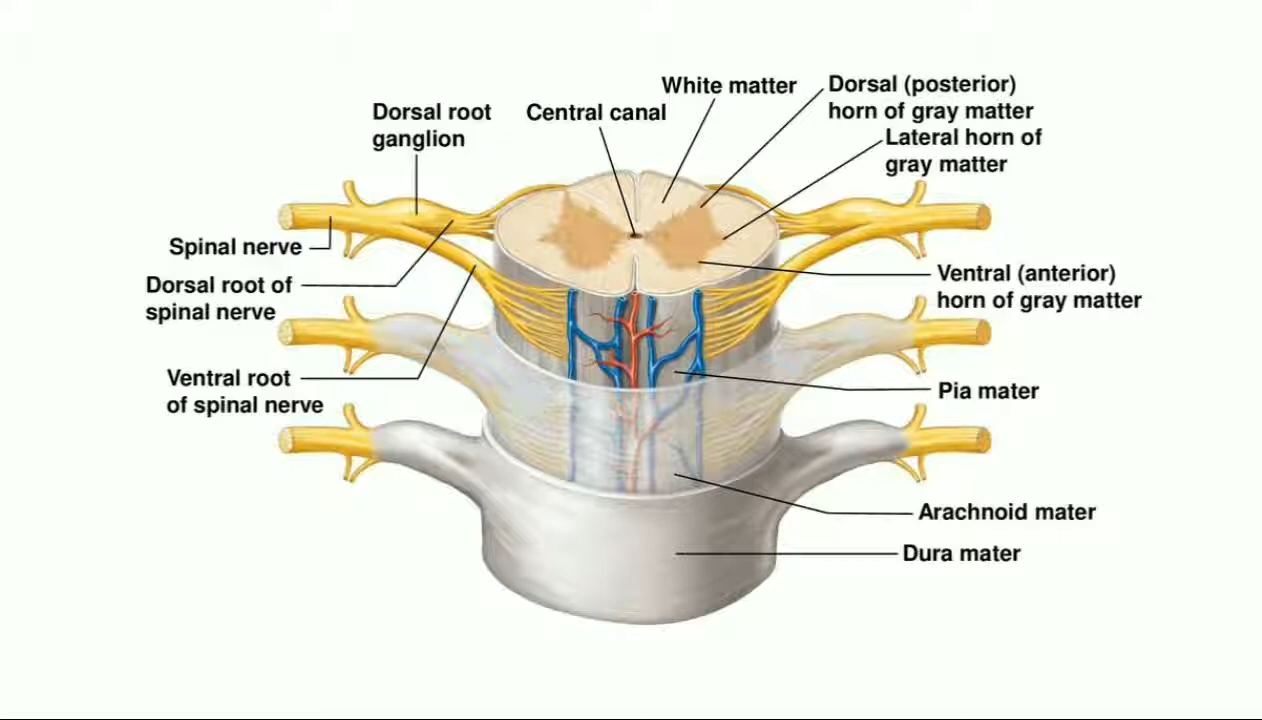 White matter
Dorsal (posterior)
horn of gray matter
Dorsal root
ganglion
Central canal
Lateral horn of
gray matter
Spinal nerve
Dorsal root of
spinal nerve
Ventral (anterior)
horn of gray matter
Ventral root
of spinal nerve
Pia mater
Arachnoid mater
Dura mater